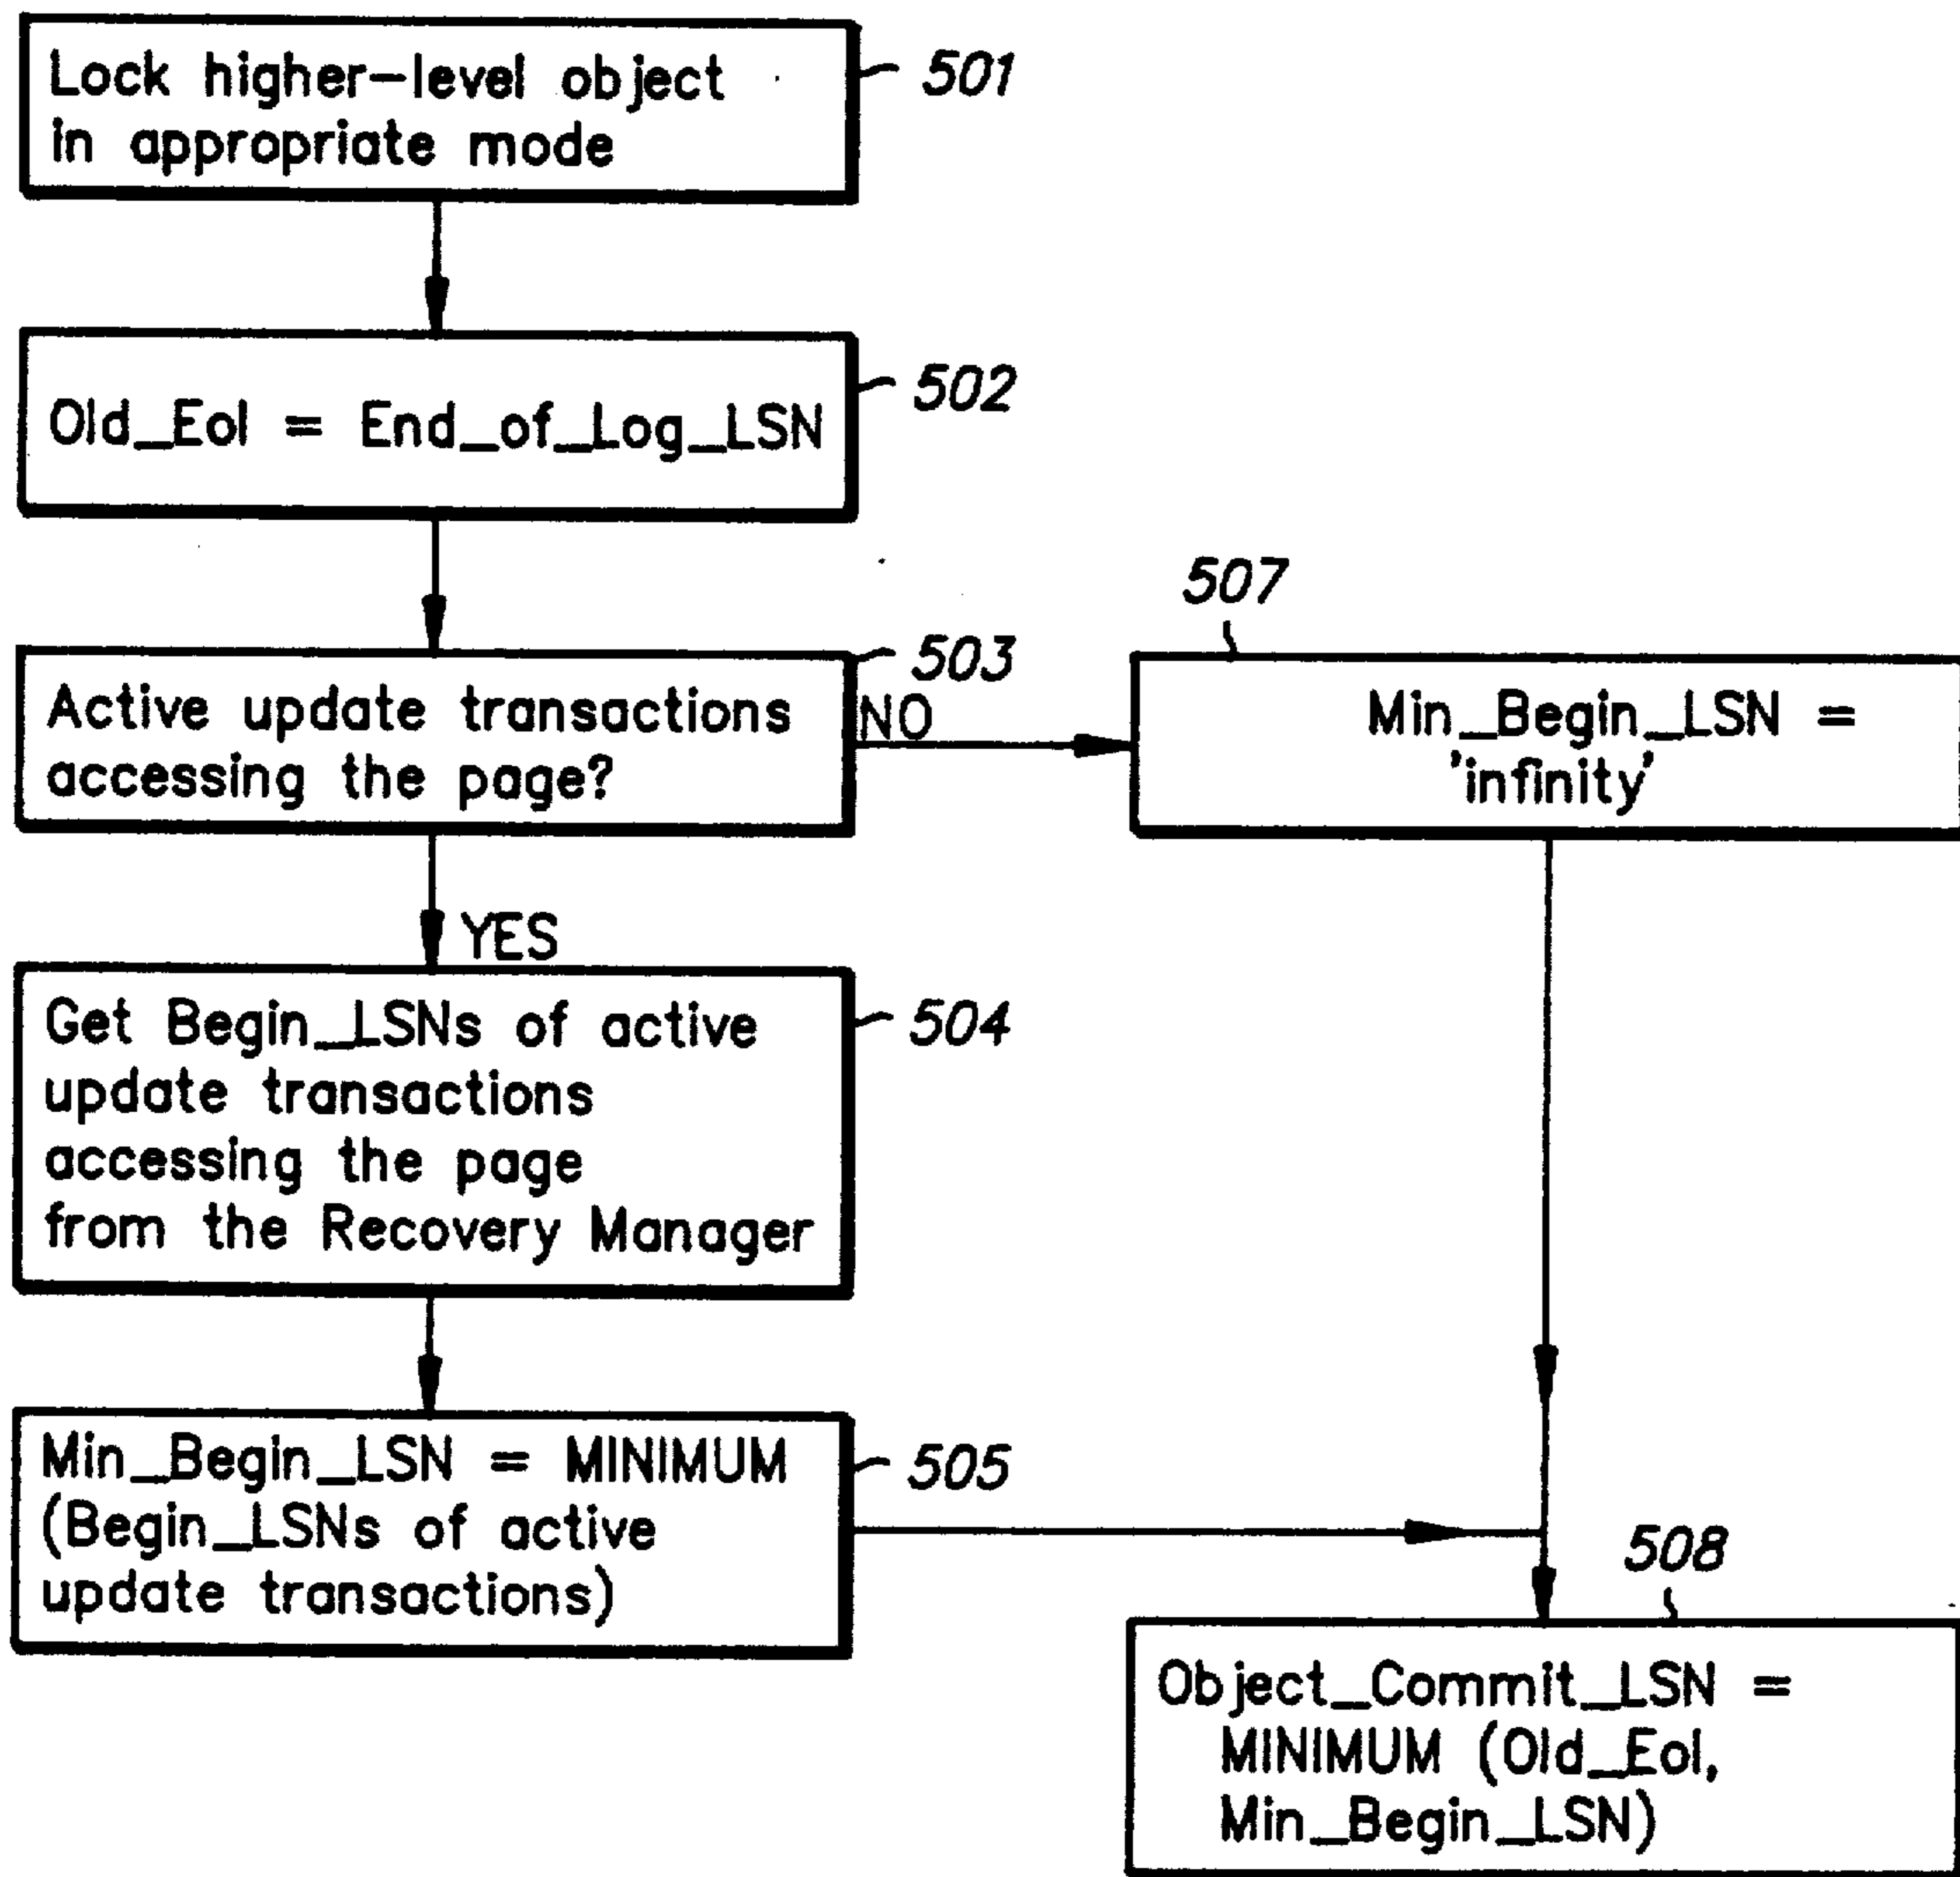 Lock higher-level object
in appropriate mode
501
Old_Eol = End_of_Log_LSN
502
Active update transactions
accessing the page?
503
NO
507
Min_Begin_LSN =
'infinity'
YES
Get Begin_LSNs of active
update transactions
accessing the page
from the Recovery Manager
504
Min_Begin_LSN = MINIMUM
(Begin_LSNs of active
update transactions)
505
508
Object_Commit_LSN =
MINIMUM (Old_Eol,
Min_Begin_LSN)